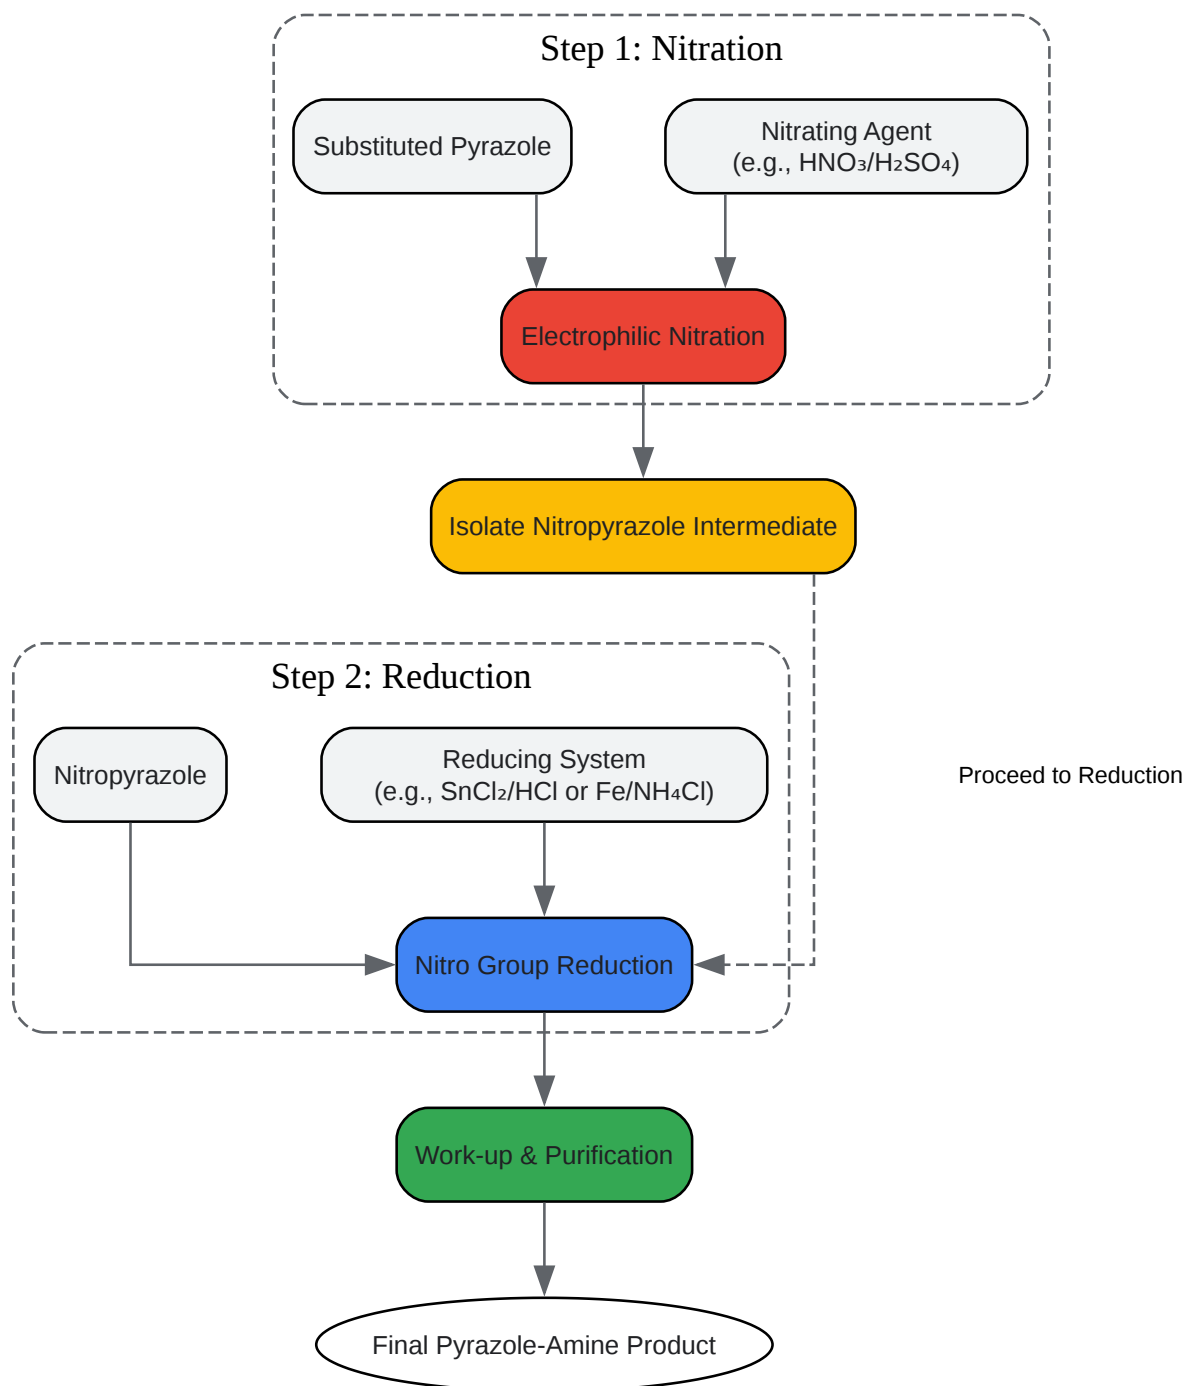 Step 1: Nitration
Substituted Pyrazole
Nitrating Agent
(e.g., HNO₃/H₂SO₄)
Electrophilic Nitration
Isolate Nitropyrazole Intermediate
Step 2: Reduction
Nitropyrazole
Reducing System
(e.g., SnCl₂/HCl or Fe/NH₄Cl)
Proceed to Reduction
Nitro Group Reduction
Work-up & Purification
Final Pyrazole-Amine Product